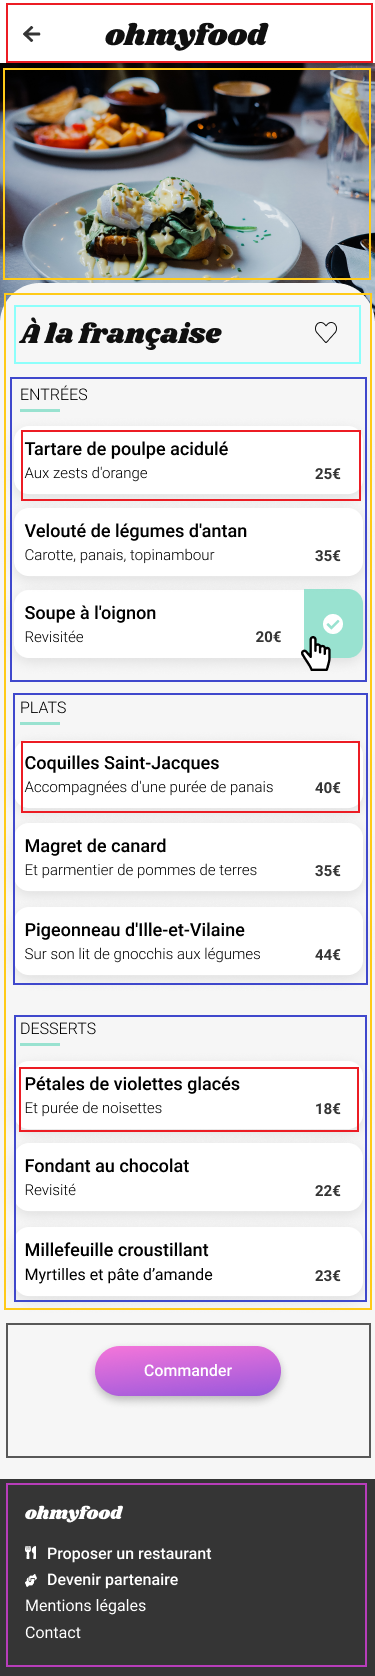 ohmyfood
À la française
ENTRÉES
Tartare de poulpe acidulé
Aux zests d'orange 25€
Velouté de légumes d'antan
Carotte, panais, topinambour 35€
Soupe à l'oignon
Revisitée 20€
PLATS
Coquilles Saint-Jacques
Accompagnées d'une purée de panais 40€
Magret de canard
Et parmentier de pommes de terres 35€
Pigeonneau d'Ille-et-Vilaine
Sur son lit de gnocchis aux légumes 44€
DESSERTS
Pétales de violettes glacés
Et purée de noisettes 18€
Fondant au chocolat
Revisité 22€
Millefeuille croustillant
Myrtilles et pâte d’amande 23€
Commander
ohmyfood
Proposer un restaurant
Devenir partenaire
Mentions légales
Contact